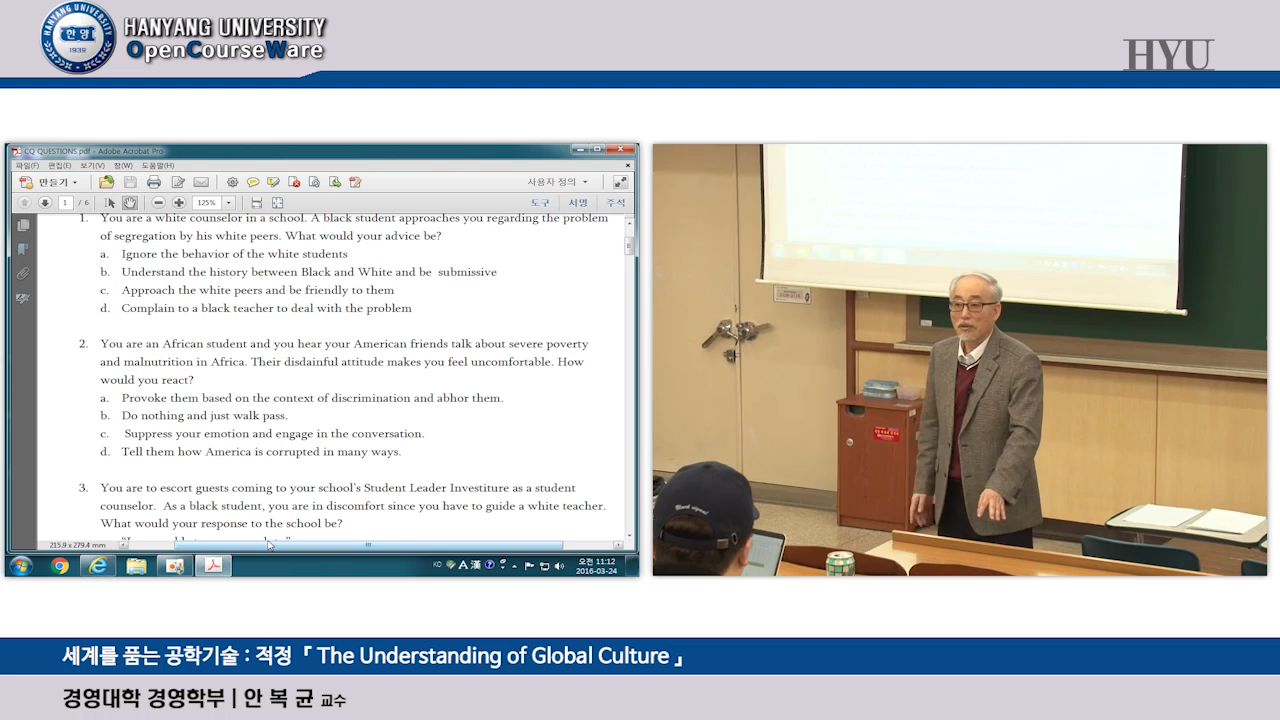 HANYANG UNIVERSITY
OpenCourseWare
한양
1939
HYU
CQ QUESTIONS.pdf - Adobe Acrobat Pro
파일(F) 편집(E) 보기(V) 창(W) 도움말(H)
만들기
사용자 정의
1 / 6
125%
도구 서명 주석
1. You are a white counselor in a school. A black student approaches you regarding the problem
of segregation by his white peers. What would your advice be?
a. Ignore the behavior of the white students
b. Understand the history between Black and White and be submissive
c. Approach the white peers and be friendly to them
d. Complain to a black teacher to deal with the problem
2. You are an African student and you hear your American friends talk about severe poverty
and malnutrition in Africa. Their disdainful attitude makes you feel uncomfortable. How
would you react?
a. Provoke them based on the context of discrimination and abhor them.
b. Do nothing and just walk pass.
c. Suppress your emotion and engage in the conversation.
d. Tell them how America is corrupted in many ways.
3. You are to escort guests coming to your school's Student Leader Investiture as a student
counselor. As a black student, you are in discomfort since you have to guide a white teacher.
What would your response to the school be?
215.9 x 279.4 mm
KO A 漢
오전 11:12
2016-03-24
세계를 품는 공학기술 : 적정 「 The Understanding of Global Culture 」
경영대학 경영학부 | 안 복 균 교수